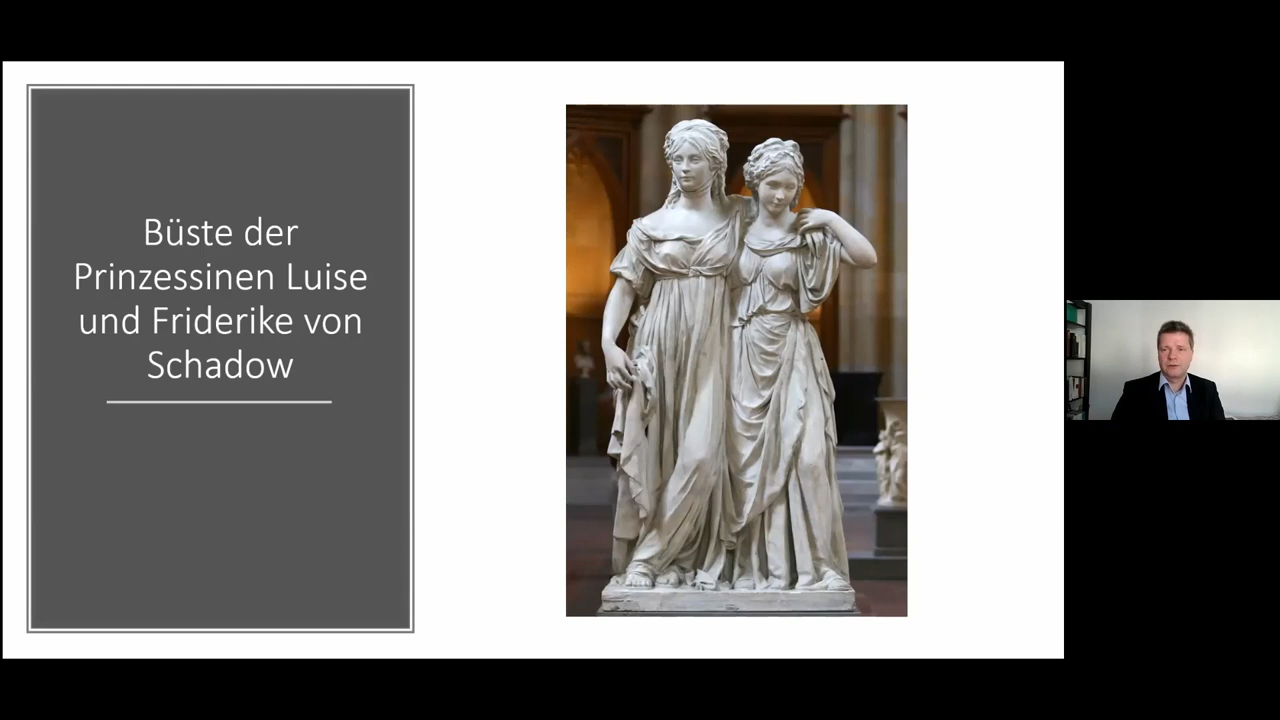 Büste der
Prinzessinen Luise
und Friderike von
Schadow